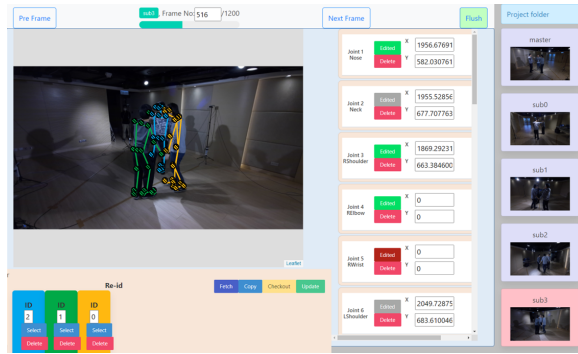 Pre Frame
sub3 , Frame No: 516 /1200
Next Frame
Flush
Project folder
master
sub0
sub1
sub2
sub3
Joint 1
Nose
Edited
Delete
X 1956.67691
Y 582.030761
Joint 2
Neck
Edited
Delete
X 1955.52856
Y 677.707763
Joint 3
RShoulder
Edited
Delete
X 1869.29231
Y 663.384600
Joint 4
RElbow
Edited
Delete
X 0
Y 0
Joint 5
RWrist
Edited
Delete
X 0
Y 0
Joint 6
LShoulder
Edited
Delete
X 2049.72875
Y 683.610046
Leaflet
Re-id
Fetch Copy Checkout Update
ID ID ID
2 1 0
Select Select Select
Delete Delete Delete